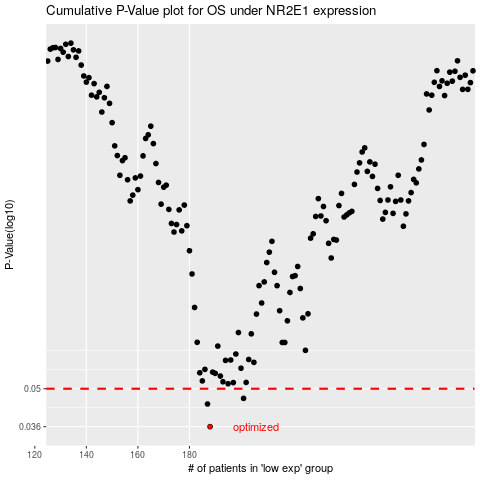 Cumulative P-Value plot for OS under NR2E1 expression
P-Value(log10)
0.05
0.036
optimized
120 140 160 180
# of patients in 'low exp' group